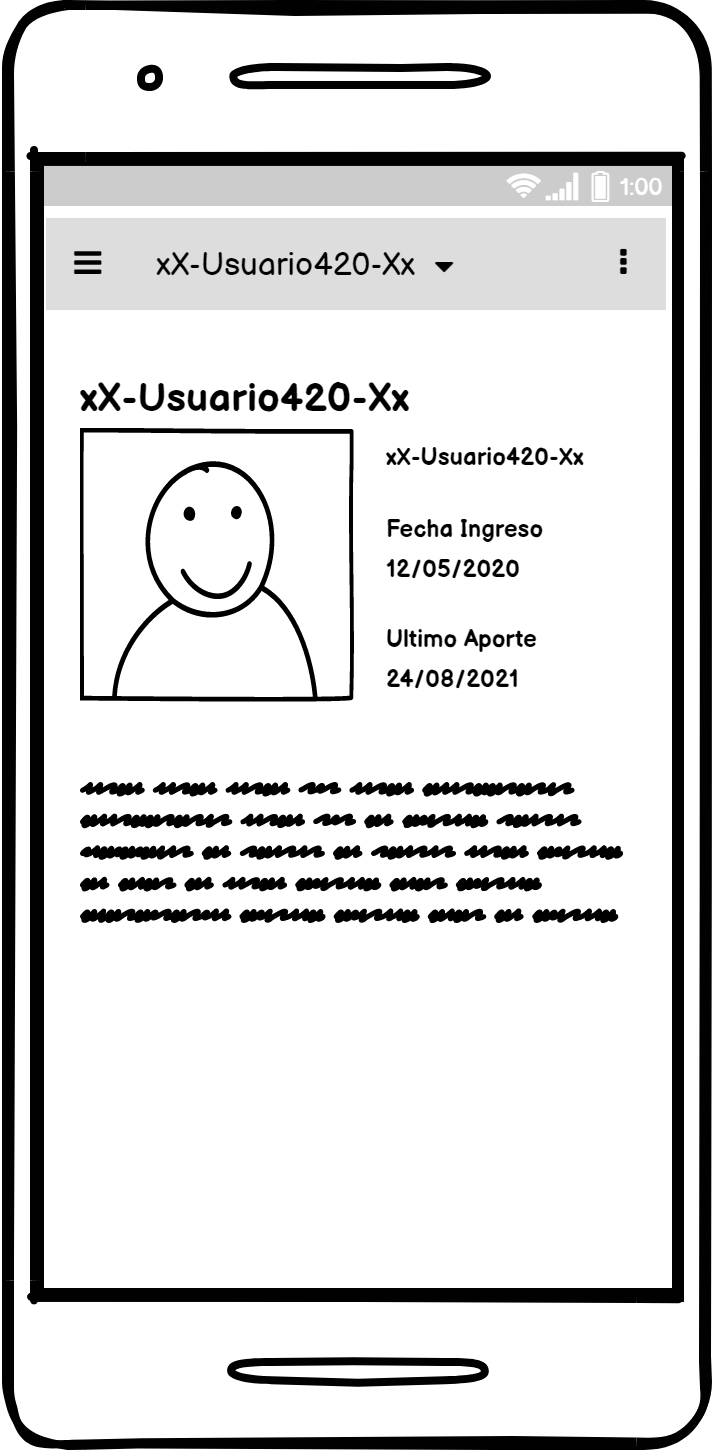 1:00
xX-Usuario420-Xx
xX-Usuario420-Xx
xX-Usuario420-Xx
Fecha Ingreso
12/05/2020
Ultimo Aporte
24/08/2021